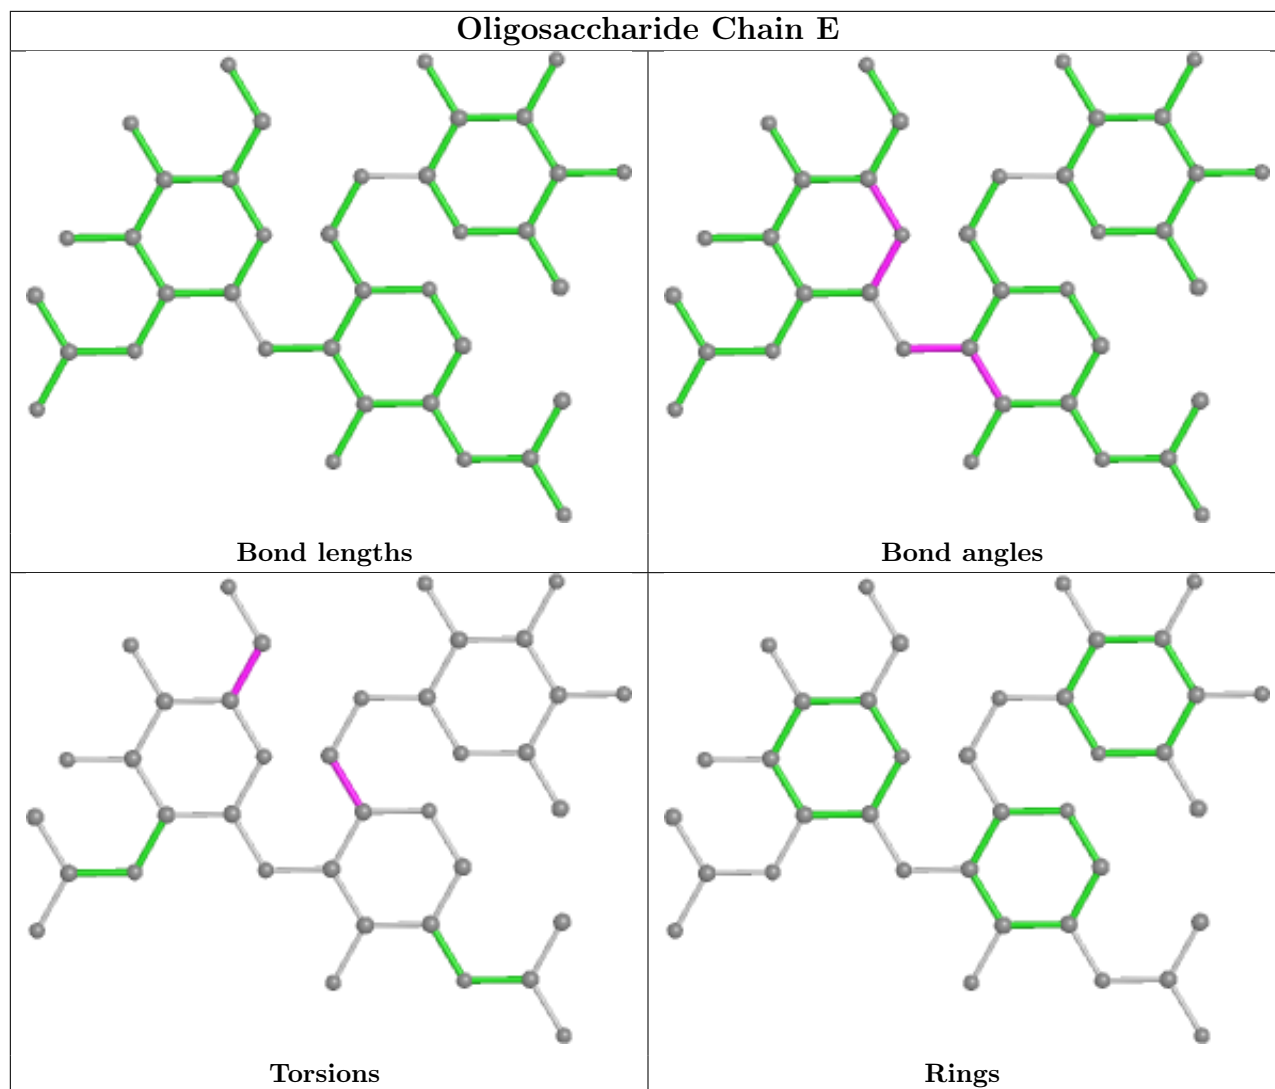 Oligosaccharide Chain E
Bond lengths
Bond angles
Torsions
Rings